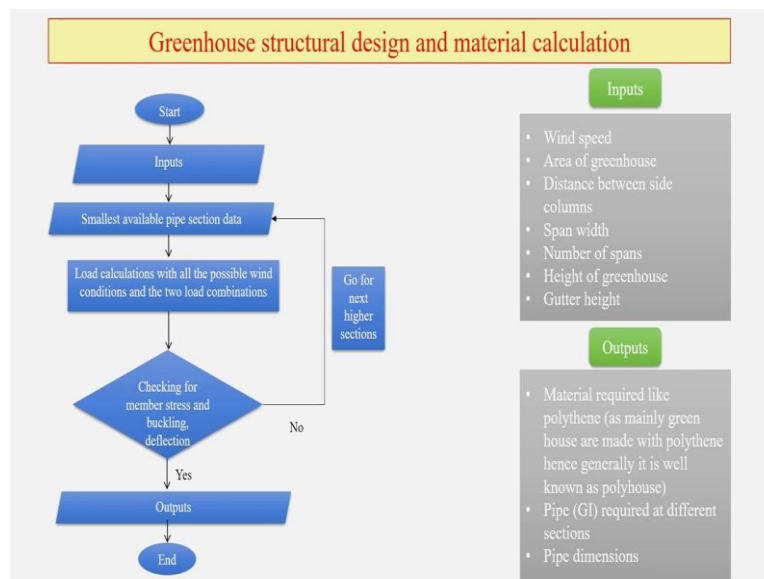 Greenhouse structural design and material calculation
Start
Inputs
Smallest available pipe section data
Load calculations with all the possible wind
conditions and the two load combinations
Go for
next
higher
sections
Checking for
member stress and
buckling,
deflection
No
Yes
Outputs
End
Inputs
• Wind speed
• Area of greenhouse
• Distance between side
columns
• Span width
• Number of spans
• Height of greenhouse
• Gutter height
Outputs
• Material required like
polythene (as mainly green
house are made with polythene
hence generally it is well
known as polyhouse)
• Pipe (GI) required at different
sections
• Pipe dimensions